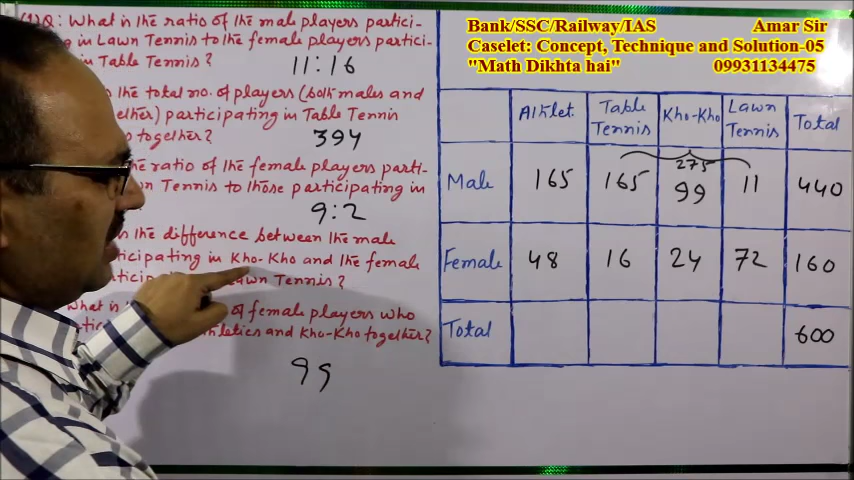 Q: What is the ratio of the male players partici-
in Lawn Tennis to the female players partici-
in Table Tennis?
11:16
the total no. of players (both males and
together) participating in Table Tennis
together?
394
the ratio of the female players parti-
Tennis to those participating in
9:2
the difference between the male
participating in Kho-Kho and the female
Lawn Tennis?
What is of female players who
Athletics and Kho-Kho together?
99
Bank/SSC/Railway/IAS Amar Sir
Caselet: Concept, Technique and Solution-05
"Math Dikhta hai" 09931134475
Athlet. Table Tennis Kho-Kho Lawn Tennis Total
275
Male 165 165 99 11 440
Female 48 16 24 72 160
Total 600